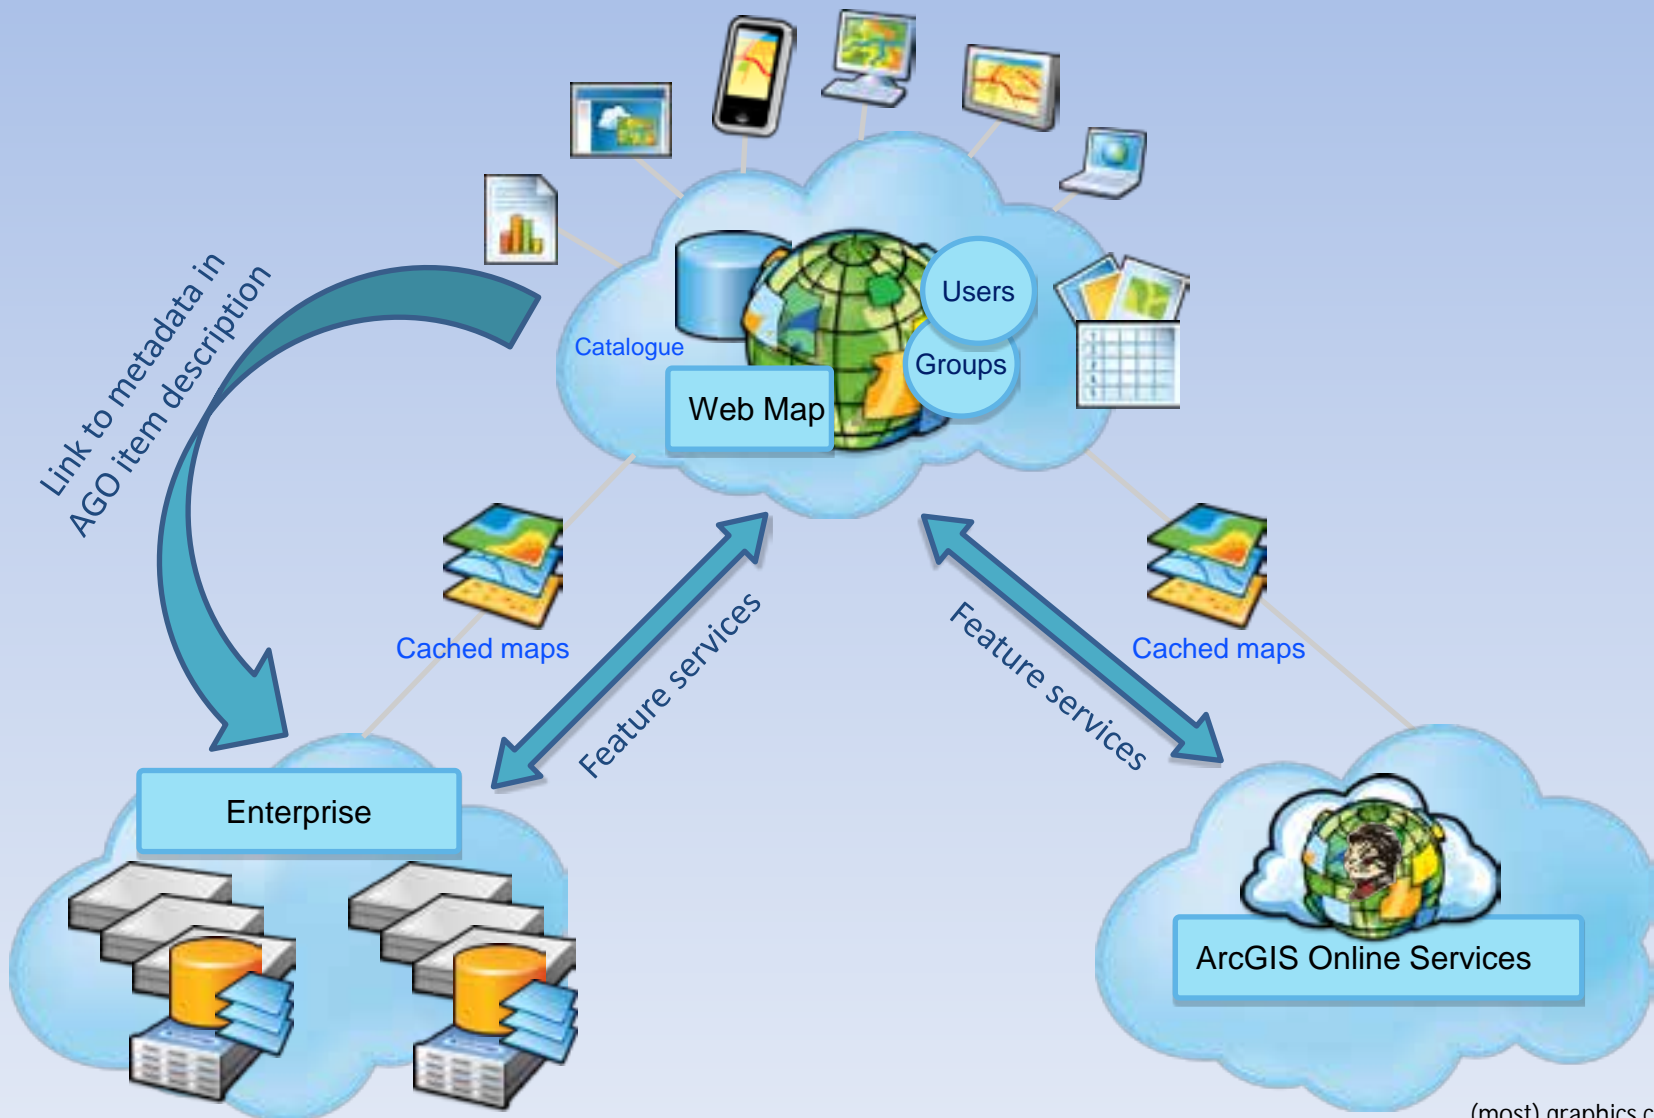 Users
Catalogue
Groups
Web Map
Link to metadata in
AGO item description
Cached maps
Feature services
Feature services
Cached maps
Enterprise
ArcGIS Online Services
(most) graphics c